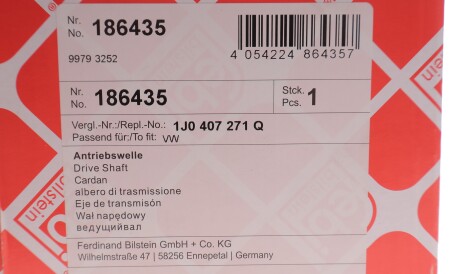 Nr.
No. 186435
9979 3252
4 054224 864357
Nr.
No. 186435
Stck.
Pcs. 1
Vergl.-Nr.:/Repl.-No.: 1J0 407 271 Q
Passend für:/To fit: VW
Antriebswelle
Drive Shaft
Cardan
albero di trasmissione
Eje de transmisón
Wał napędowy
ведущийвал
Ferdinand Bilstein GmbH + Co. KG
Wilhelmstraße 47 | 58256 Ennepetal | Germany
febi
bilstein